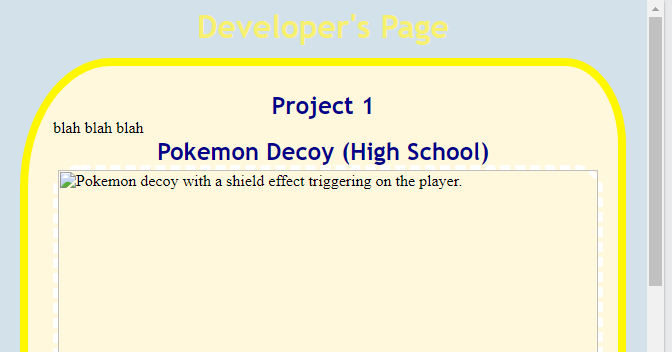 Developer's Page
Project 1
blah blah blah
Pokemon Decoy (High School)
Pokemon decoy with a shield effect triggering on the player.